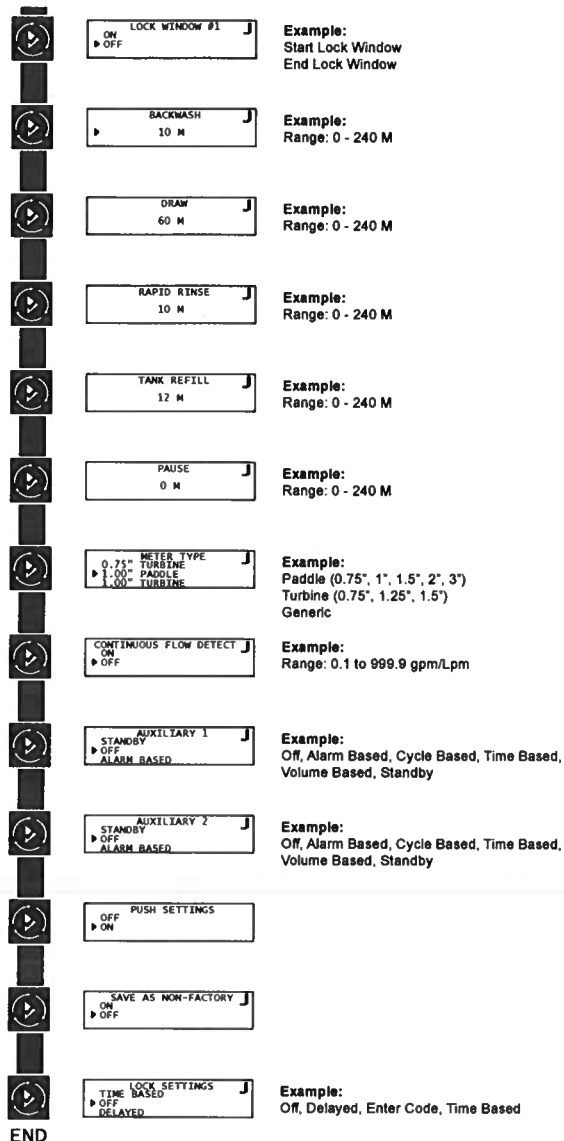 LOCK WINDOW #1
ON
OFF
Example:
Start Lock Window
End Lock Window
BACKWASH
10 M
Example:
Range: 0 - 240 M
DRAW
60 M
Example:
Range: 0 - 240 M
RAPID RINSE
10 M
Example:
Range: 0 - 240 M
TANK REFILL
12 M
Example:
Range: 0 - 240 M
PAUSE
0 M
Example:
Range: 0 - 240 M
METER TYPE
0.75" TURBINE
1.00" PADDLE
1.00" TURBINE
Example:
Paddle (0.75", 1", 1.5", 2", 3")
Turbine (0.75", 1.25", 1.5")
Generic
CONTINUOUS FLOW DETECT
ON
OFF
Example:
Range: 0.1 to 999.9 gpm/Lpm
AUXILIARY 1
STANDBY
OFF
ALARM BASED
Example:
Off, Alarm Based, Cycle Based, Time Based,
Volume Based, Standby
AUXILIARY 2
STANDBY
OFF
ALARM BASED
Example:
Off, Alarm Based, Cycle Based, Time Based,
Volume Based, Standby
PUSH SETTINGS
OFF
ON
SAVE AS NON-FACTORY
ON
OFF
LOCK SETTINGS
TIME BASED
OFF
DELAYED
Example:
Off, Delayed, Enter Code, Time Based
END